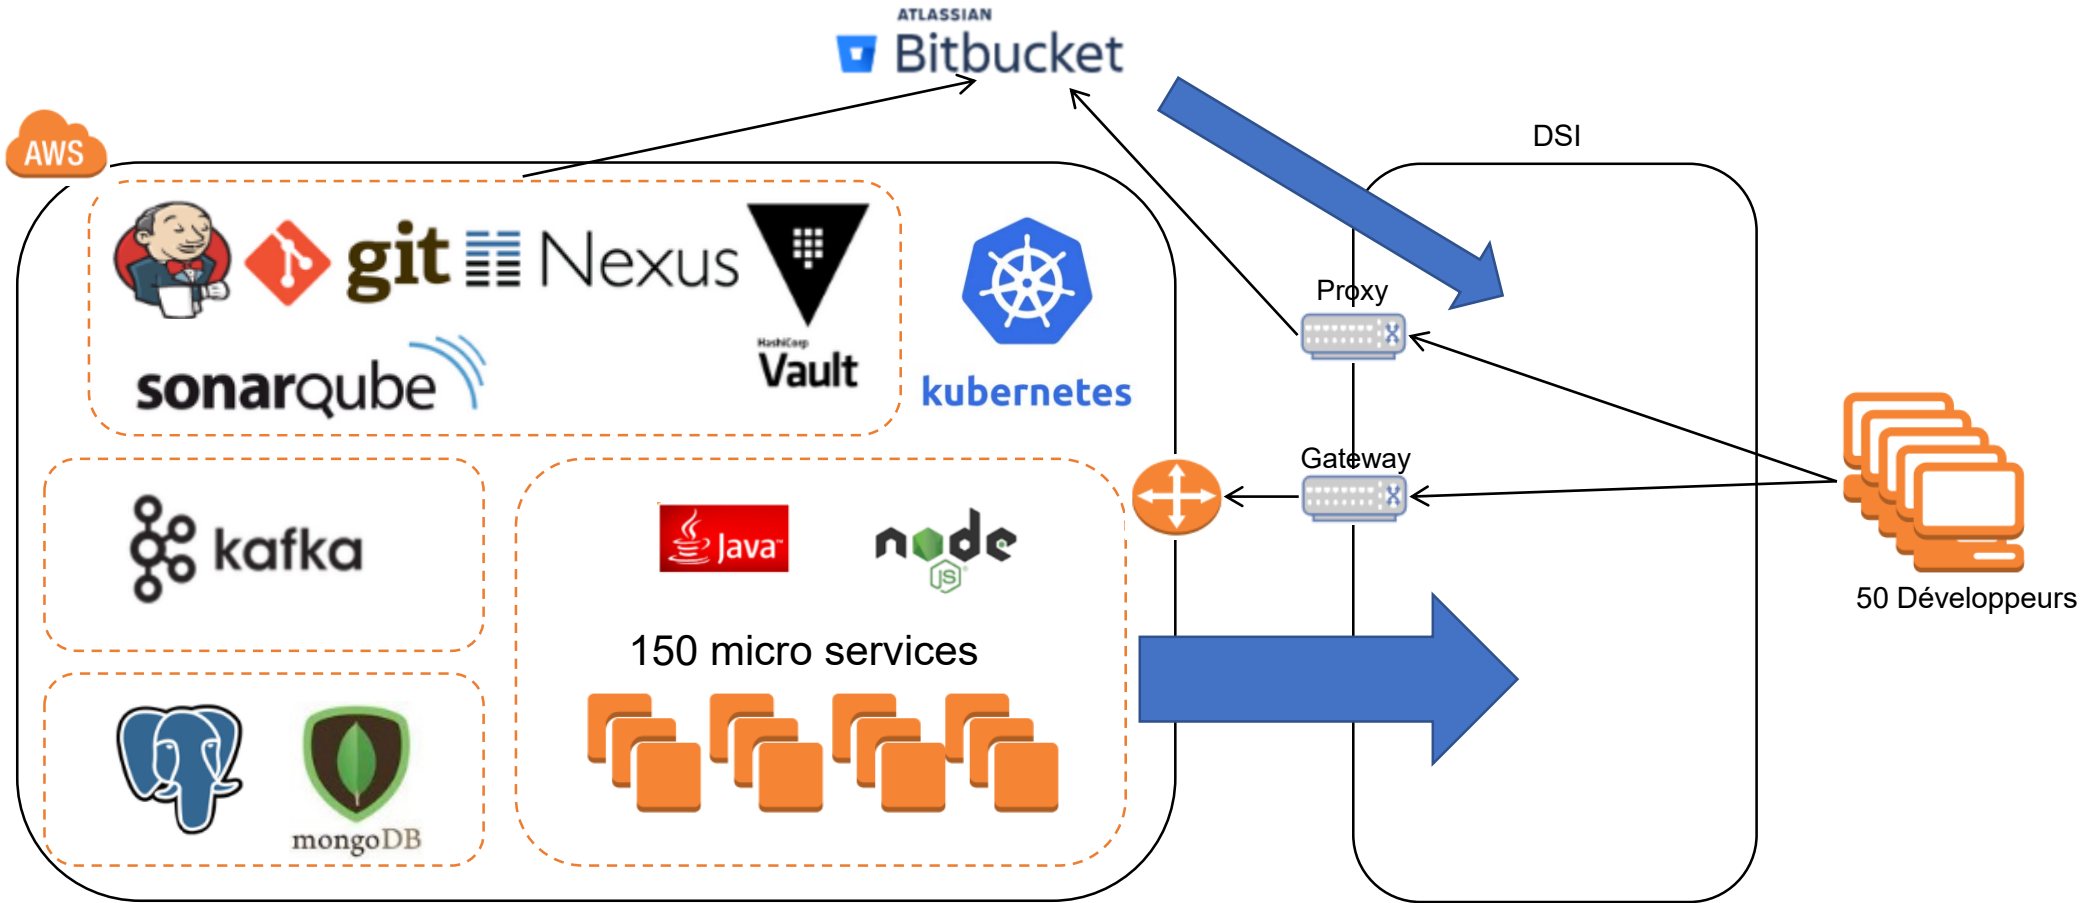 ATLASSIAN
Bitbucket
AWS
DSI
git
Nexus
HashiCorp
Vault
sonarqube
kubernetes
Proxy
Gateway
kafka
Java™
node
JS
50 Développeurs
150 micro services
mongoDB